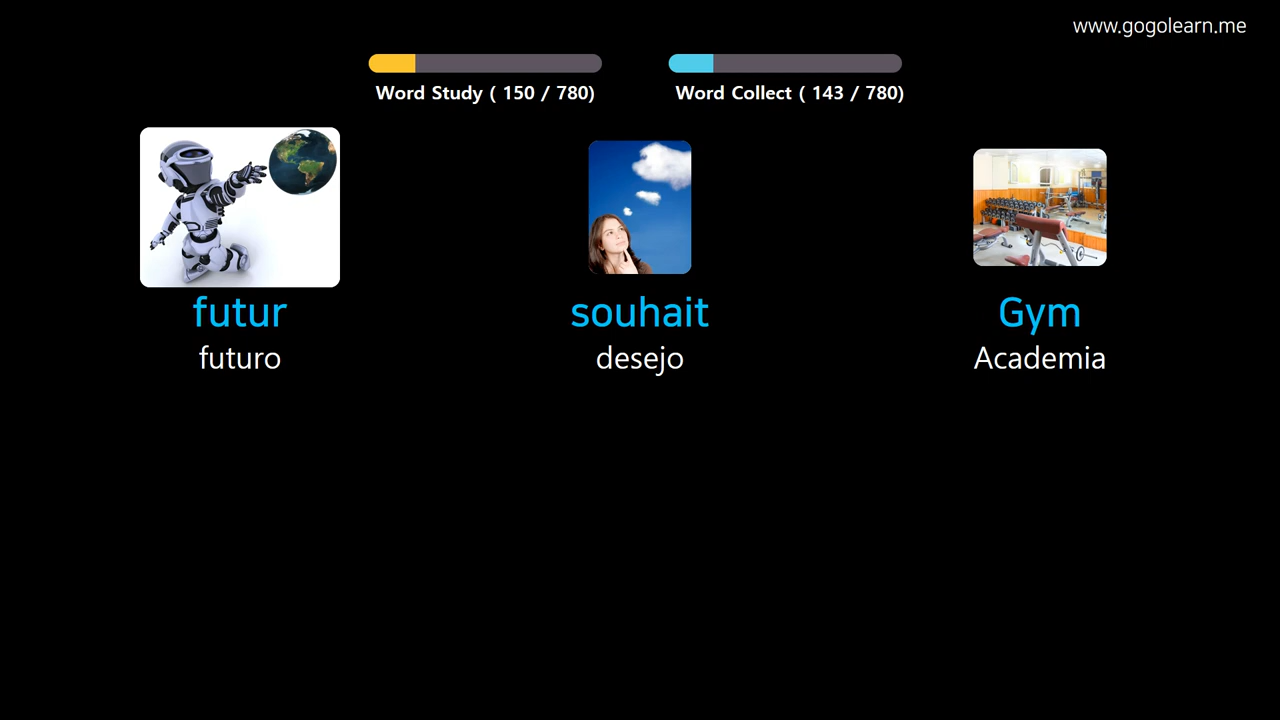 www.gogolearn.me
Word Study ( 150 / 780)
Word Collect ( 143 / 780)
futur
futuro
souhait
desejo
Gym
Academia